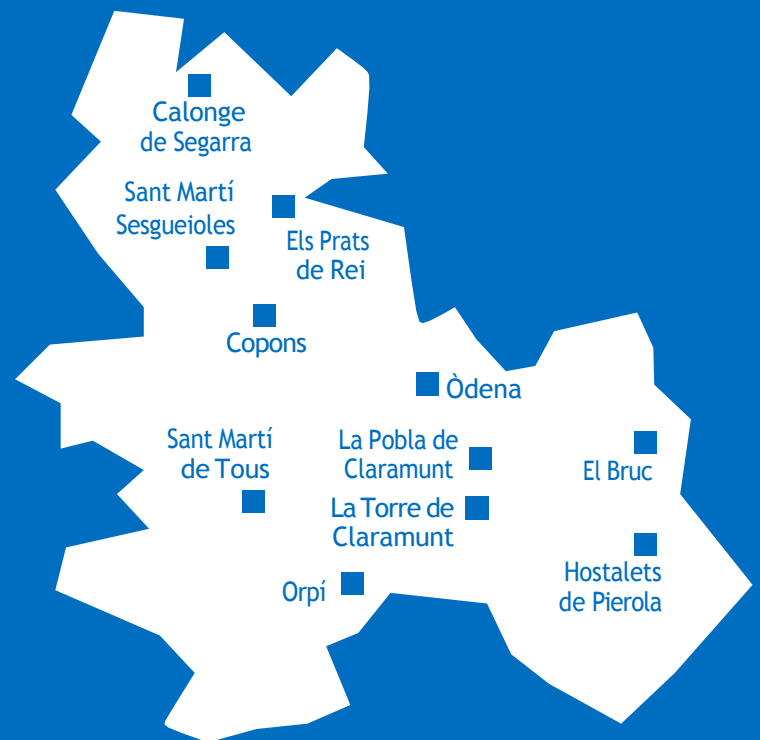 Calonge
de Segarra
Sant Martí
Sesgueioles
Els Prats
de Rei
Copons
Òdena
Sant Martí
de Tous
La Pobla de
Claramunt
El Bruc
La Torre de
Claramunt
Hostalets
de Pierola
Orpí